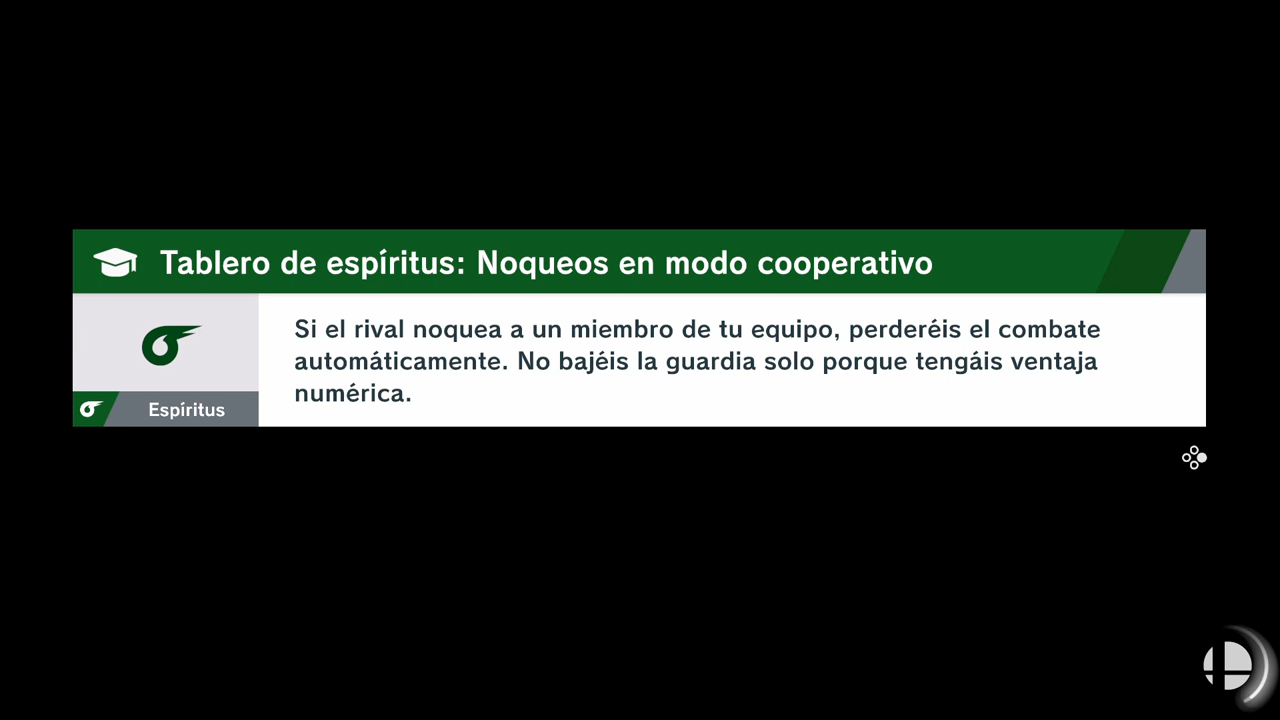 Tablero de espíritus: Noqueos en modo cooperativo
Si el rival noquea a un miembro de tu equipo, perderéis el combate
automáticamente. No bajéis la guardia solo porque tengáis ventaja
numérica.
Espíritus